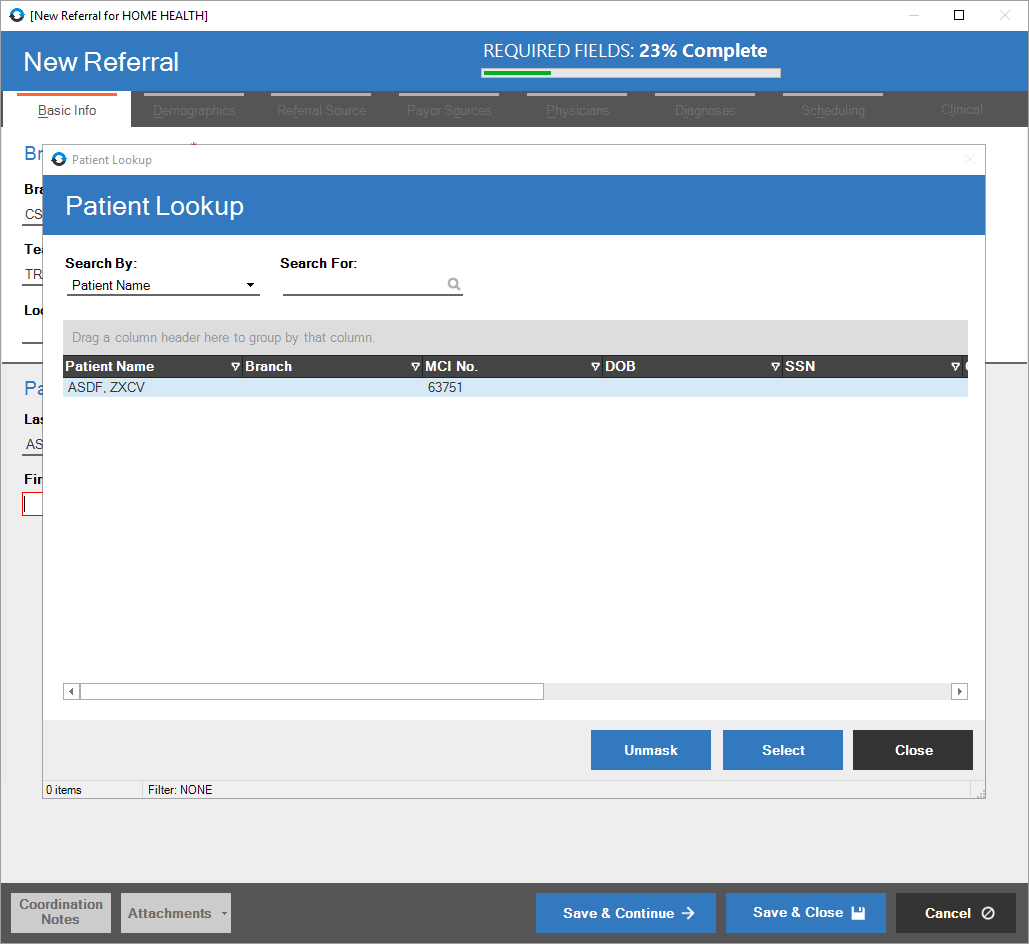 [New Referral for HOME HEALTH]
New Referral
REQUIRED FIELDS: 23% Complete
Basic Info Demographics Referral Source Payor Sources Physicians Diagnoses Scheduling Clinical
*
Patient Lookup
Patient Lookup
Search By: Search For:
Patient Name
Drag a column header here to group by that column.
Patient Name Branch MCI No. DOB SSN
ASDF, ZXCV 63751
Unmask Select Close
0 items Filter: NONE
Br
Bra
CS
Tea
TR
Loc
Pa
Las
AS
Fir
Coordination
Notes
Attachments
Save & Continue
Save & Close
Cancel